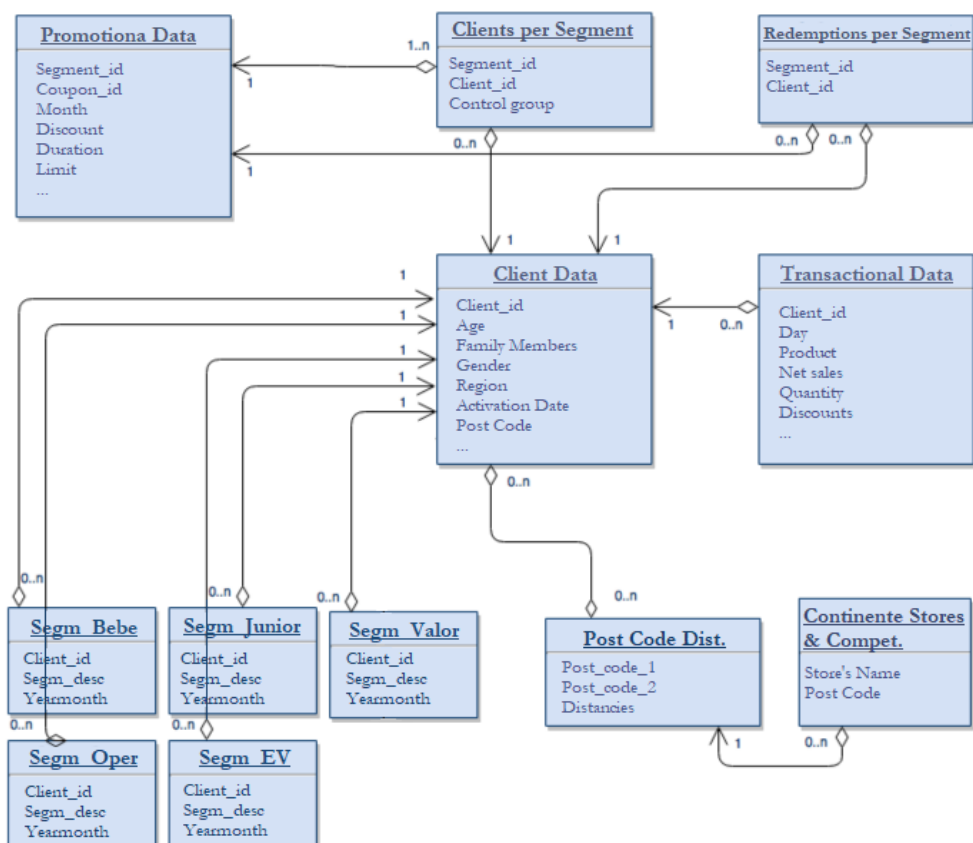 Promotiona Data
Segment_id
Coupon_id
Month
Discount
Duration
Limit
...
1..n
1
Clients per Segment
Segment_id
Client_id
Control group
0..n
Redemptions per Segment
Segment_id
Client_id
0..n
0..n
1
1
1
Client Data
Client_id
Age
Family Members
Gender
Region
Activation Date
Post Code
...
Transactional Data
Client_id
Day
Product
Net sales
Quantity
Discounts
...
1
0..n
1
1
1
1
1
0..n
0..n
0..n
0..n
0..n
Segm_Bebe
Client_id
Segm_desc
Yearmonth
Segm_Junior
Client_id
Segm_desc
Yearmonth
Segm_Valor
Client_id
Segm_desc
Yearmonth
Post Code Dist.
Post_code_1
Post_code_2
Distancies
Continente Stores
& Compet.
Store's Name
Post Code
1
0..n
0..n
0..n
Segm_Oper
Client_id
Segm_desc
Yearmonth
Segm_EV
Client_id
Segm_desc
Yearmonth